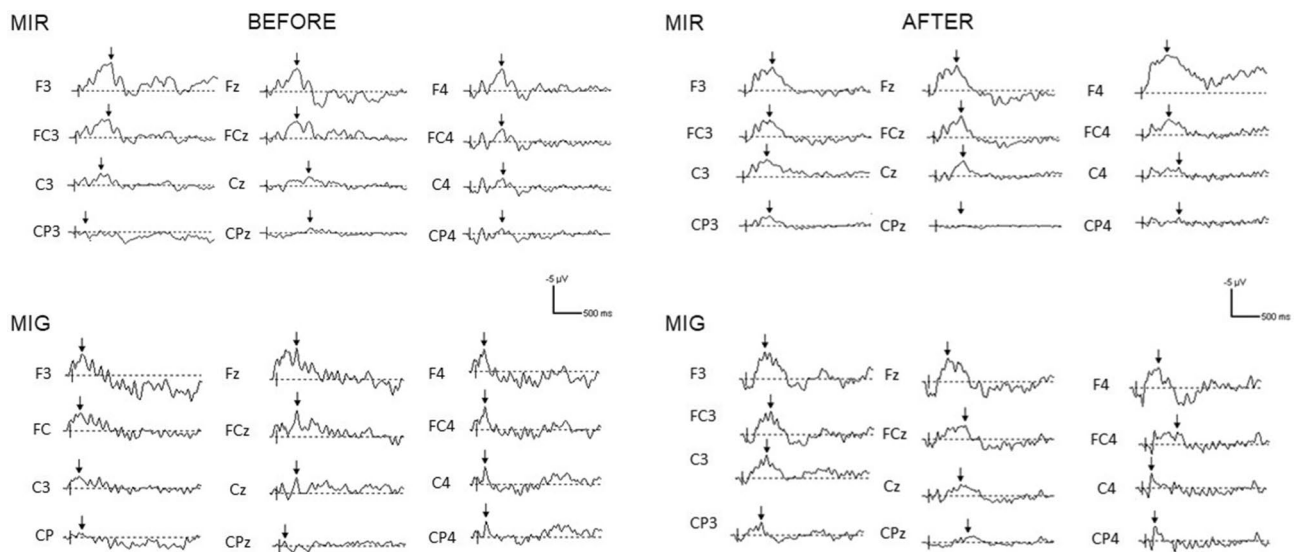 MIR BEFORE
F3 Fz F4
FC3 FCz FC4
C3 Cz C4
CP3 CPz CP4
-5 µV
500 ms
MIG
F3 Fz F4
FC FCz FC4
C3 Cz C4
CP CPz CP4
MIR AFTER
F3 Fz F4
FC3 FCz FC4
C3 Cz C4
CP3 CPz CP4
-5 µV
500 ms
MIG
F3 Fz F4
FC3 FCz FC4
C3 Cz C4
CP3 CPz CP4